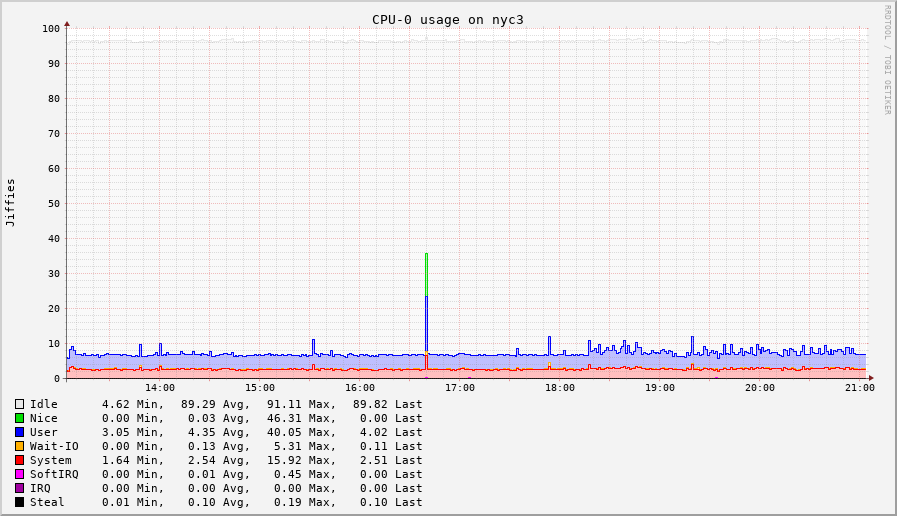 CPU-0 usage on nyc3
RRDTOOL / TOBI OETIKER
Jiffies
100
90
80
70
60
50
40
30
20
10
0
14:00 15:00 16:00 17:00 18:00 19:00 20:00 21:00
Idle 4.62 Min, 89.29 Avg, 91.11 Max, 89.82 Last
Nice 0.00 Min, 0.03 Avg, 46.31 Max, 0.00 Last
User 3.05 Min, 4.35 Avg, 40.05 Max, 4.02 Last
Wait-IO 0.00 Min, 0.13 Avg, 5.31 Max, 0.11 Last
System 1.64 Min, 2.54 Avg, 15.92 Max, 2.51 Last
SoftIRQ 0.00 Min, 0.01 Avg, 0.45 Max, 0.00 Last
IRQ 0.00 Min, 0.00 Avg, 0.00 Max, 0.00 Last
Steal 0.01 Min, 0.10 Avg, 0.19 Max, 0.10 Last